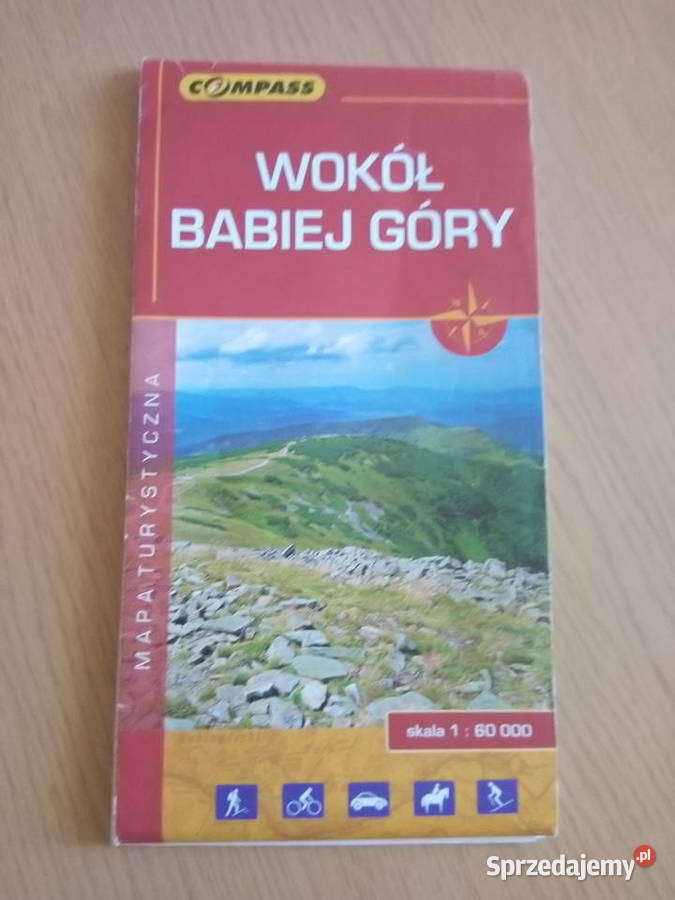 COMPASS
WOKÓŁ
BABIEJ GÓRY
MAPA TURYSTYCZNA
skala 1 : 60 000
Sprzedajemy.pl